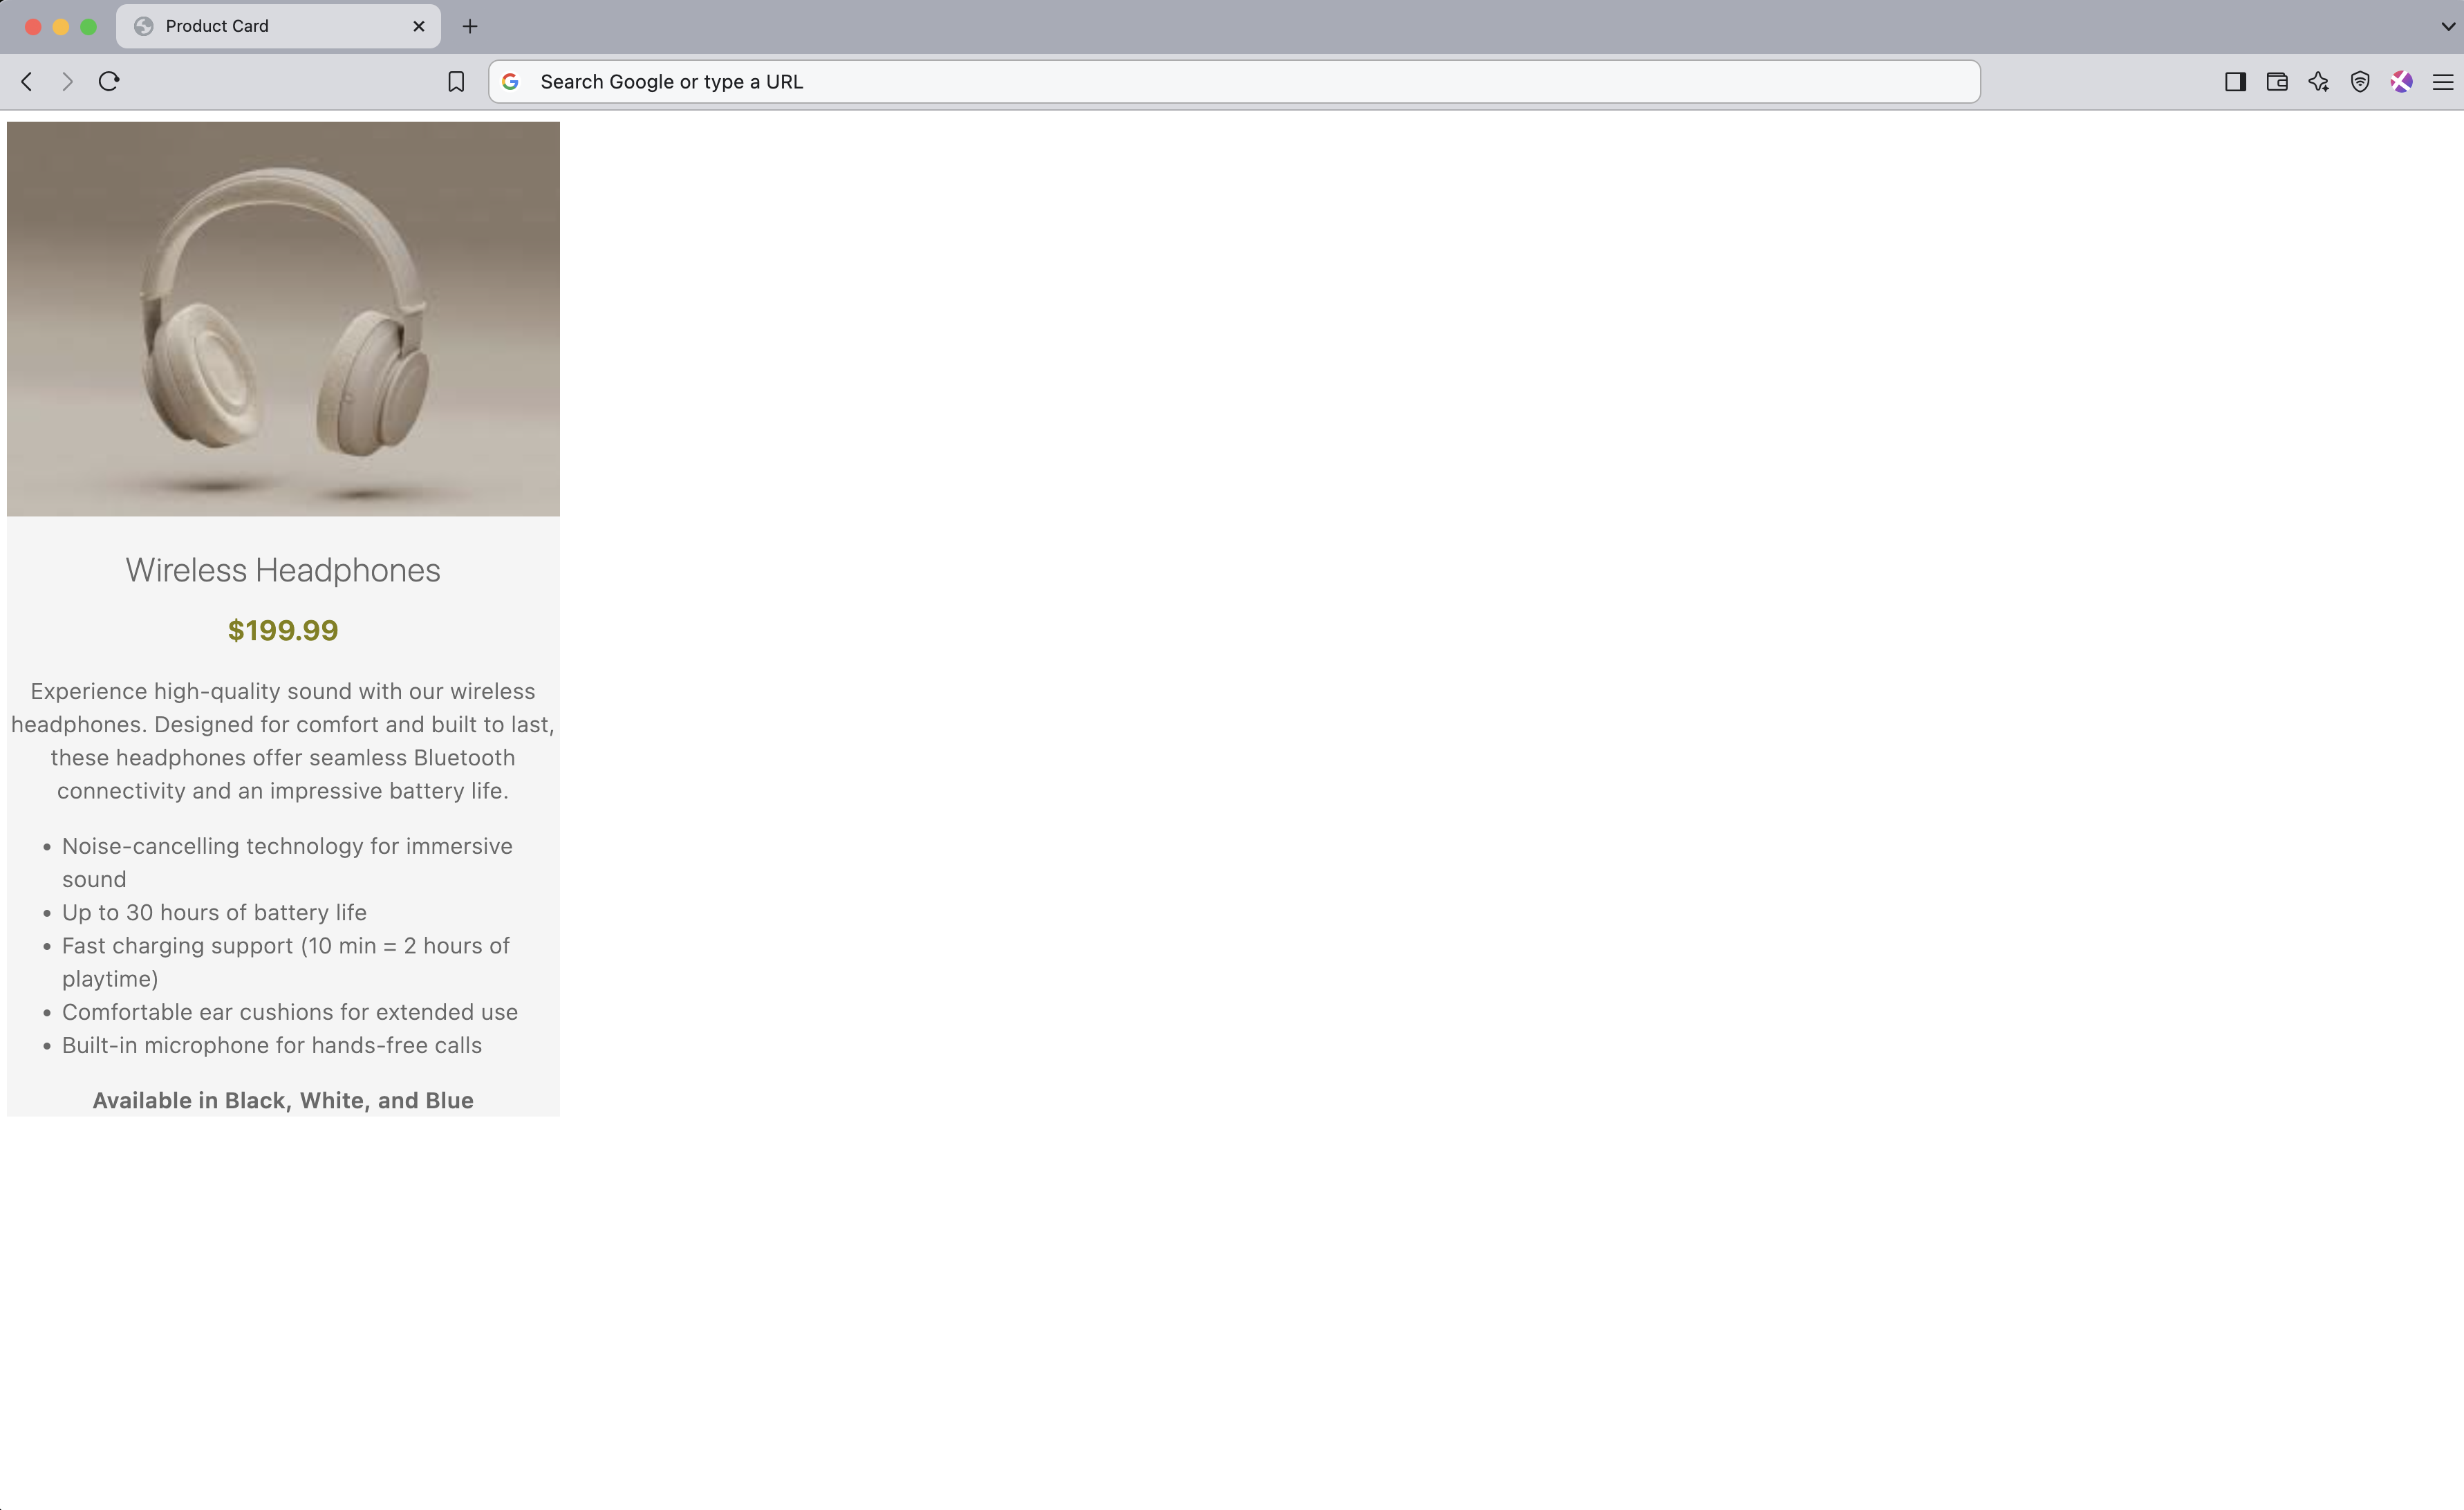 Product Card
Search Google or type a URL
Wireless Headphones
$199.99
Experience high-quality sound with our wireless
headphones. Designed for comfort and built to last,
these headphones offer seamless Bluetooth
connectivity and an impressive battery life.
• Noise-cancelling technology for immersive
sound
• Up to 30 hours of battery life
• Fast charging support (10 min = 2 hours of
playtime)
• Comfortable ear cushions for extended use
• Built-in microphone for hands-free calls
Available in Black, White, and Blue